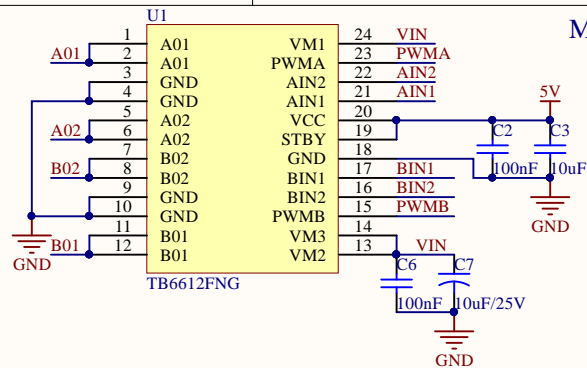 U1
M
1 A01 VM1 24 VIN
A01 2 A01 PWMA 23 PWMA
3 GND AIN2 22 AIN2
4 GND AIN1 21 AIN1
5 A02 VCC 20 5V
A02 6 A02 STBY 19
7 B02 GND 18 C2 C3
B02 8 B02 BIN1 17 BIN1 100nF 10uF
9 GND BIN2 16 BIN2
10 GND PWMB 15 PWMB
11 B01 VM3 14 GND
B01 12 B01 VM2 13 VIN
GND
C6 C7
TB6612FNG
100nF 10uF/25V
GND